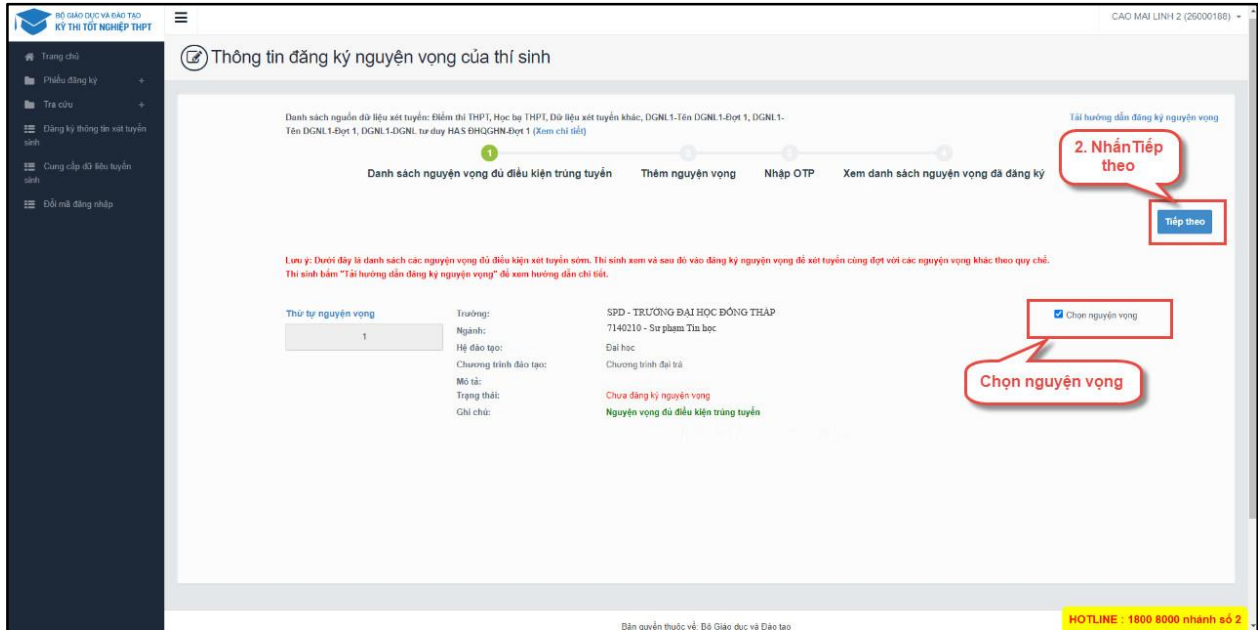 BỘ GIÁO DỤC VÀ ĐÀO TẠO
KỲ THI TỐT NGHIỆP THPT
CAO MAI LINH 2 (26000188)
Trang chủ
Phiếu đăng ký +
Tra cứu +
Đăng ký thông tin xét tuyển
sinh
Cung cấp dữ liệu tuyển
sinh
Đổi mã đăng nhập
Thông tin đăng ký nguyện vọng của thí sinh
Danh sách nguồn dữ liệu xét tuyển: Điểm thi THPT, Học bạ THPT, Dữ liệu xét tuyển khác, DGNL1-Tên DGNL1-Đợt 1, DGNL1-
Tên DGNL1-Đợt 1, DGNL1-DGNL tư duy HAS ĐHQGHN-Đợt 1 (Xem chi tiết)
Tải hướng dẫn đăng ký nguyện vọng
1
2
3
4
Danh sách nguyện vọng đủ điều kiện trúng tuyển
Thêm nguyện vọng
Nhập OTP
Xem danh sách nguyện vọng đã đăng ký
2. Nhấn Tiếp
theo
Tiếp theo
Lưu ý: Dưới đây là danh sách các nguyện vọng đủ điều kiện xét tuyển sớm. Thí sinh xem và sau đó vào đăng ký nguyện vọng để xét tuyển cùng đợt với các nguyện vọng khác theo quy chế.
Thí sinh bấm "Tải hướng dẫn đăng ký nguyện vọng" để xem hướng dẫn chi tiết.
Thứ tự nguyện vọng
1
Trường: SPD - TRƯỜNG ĐẠI HỌC ĐỒNG THÁP
Ngành: 7140210 - Sư phạm Tin học
Hệ đào tạo: Đại học
Chương trình đào tạo: Chương trình đại trà
Mô tả:
Trạng thái: Chưa đăng ký nguyện vọng
Ghi chú: Nguyện vọng đủ điều kiện trúng tuyển
Chọn nguyện vọng
Chọn nguyện vọng
Bản quyền thuộc về: Bộ Giáo dục và Đào tạo
HOTLINE : 1800 8000 nhánh số 2